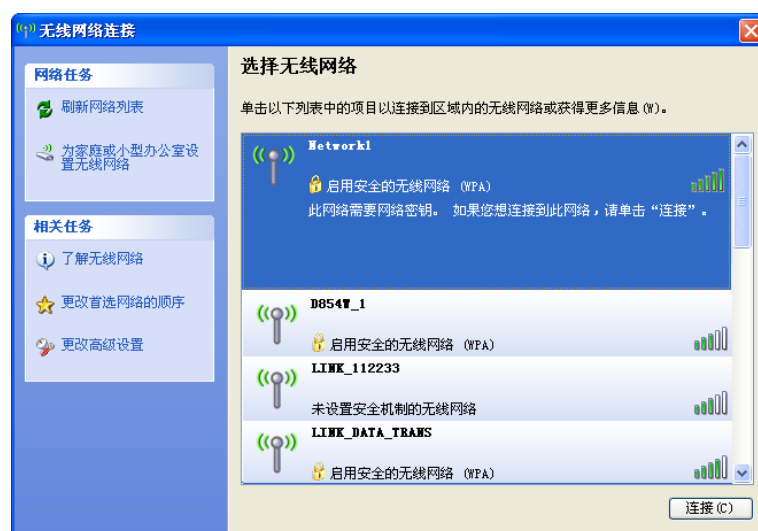 无线网络连接
网络任务
刷新网络列表
为家庭或小型办公室设
置无线网络
相关任务
了解无线网络
更改首选网络的顺序
更改高级设置
选择无线网络
单击以下列表中的项目以连接到区域内的无线网络或获得更多信息(W)。
Network1
启用安全的无线网络 (WPA)
此网络需要网络密钥。 如果您想连接到此网络，请单击“连接”。
D854W_1
启用安全的无线网络 (WPA)
LINK_112233
未设置安全机制的无线网络
LINK_DATA_TRANS
启用安全的无线网络 (WPA)
连接(C)